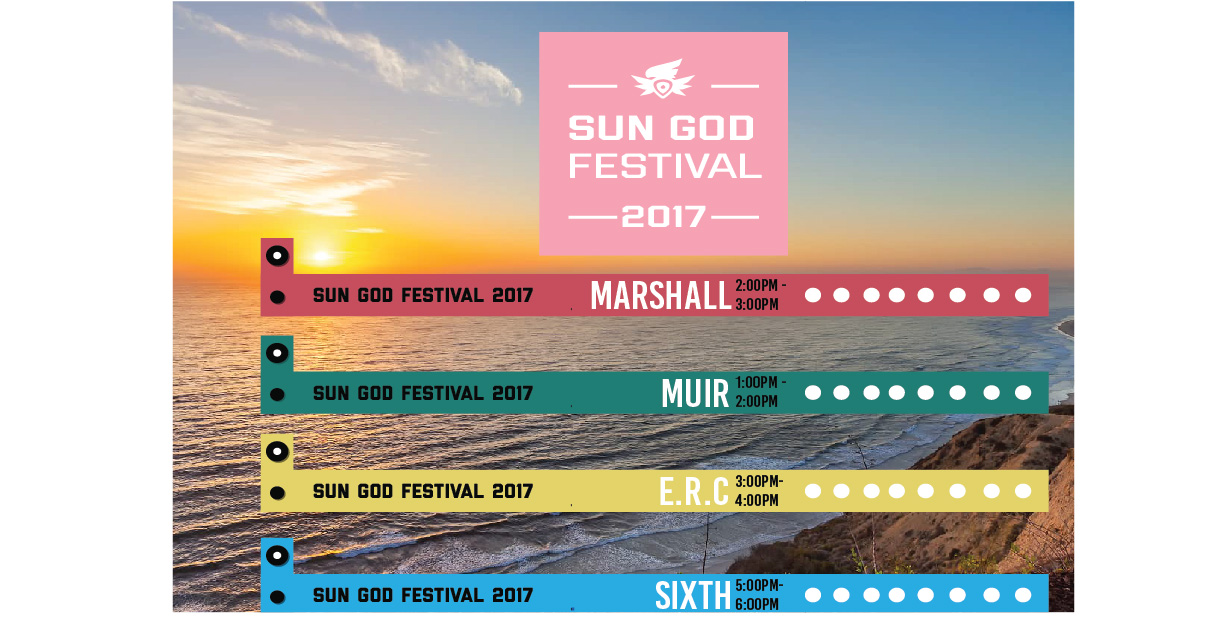 SUN GOD
FESTIVAL
2017
SUN GOD FESTIVAL 2017 MARSHALL 2:00PM -
3:00PM
SUN GOD FESTIVAL 2017 MUIR 1:00PM -
2:00PM
SUN GOD FESTIVAL 2017 E.R.C 3:00PM-
4:00PM
SUN GOD FESTIVAL 2017 SIXTH 5:00PM-
6:00PM